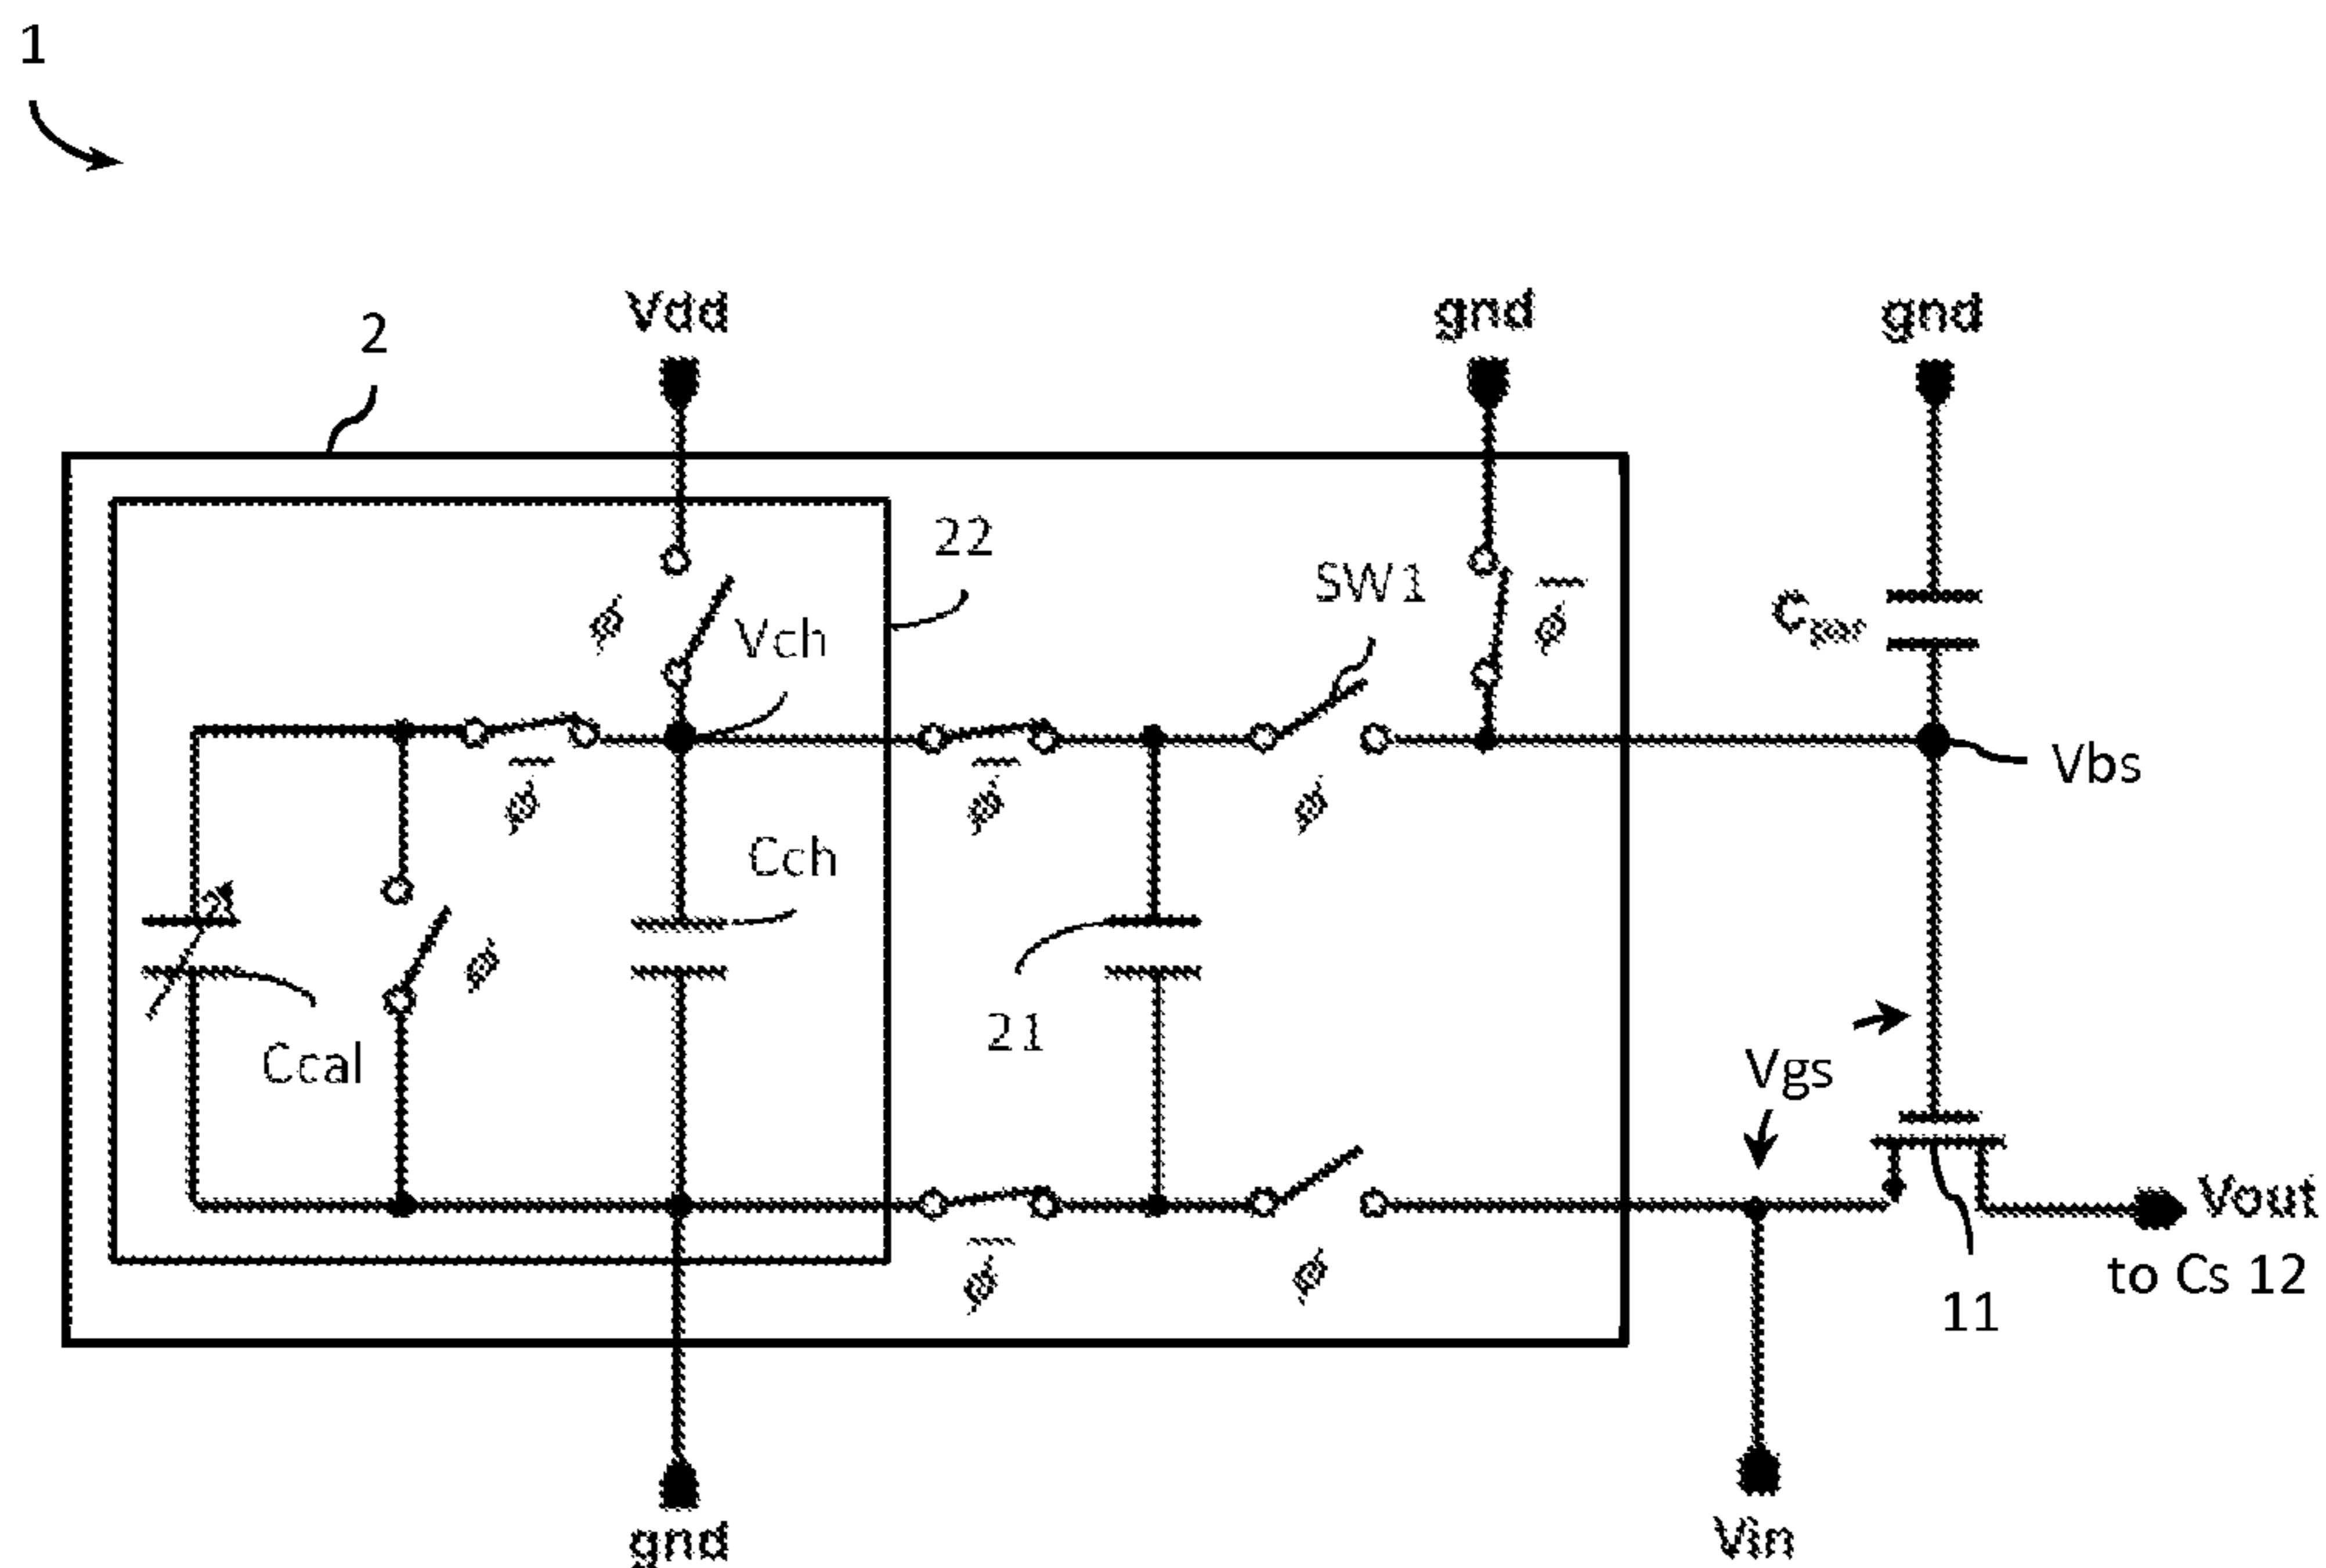 1
2
Vdd
gnd
gnd
22
SW1
ϕ
Vch
ϕ̅
ϕ̅
ϕ̅
ϕ
Vbs
Cch
ϕ
21
Ccal
Vgs
Vout
to Cs 12
11
ϕ̅
ϕ
gnd
Vin